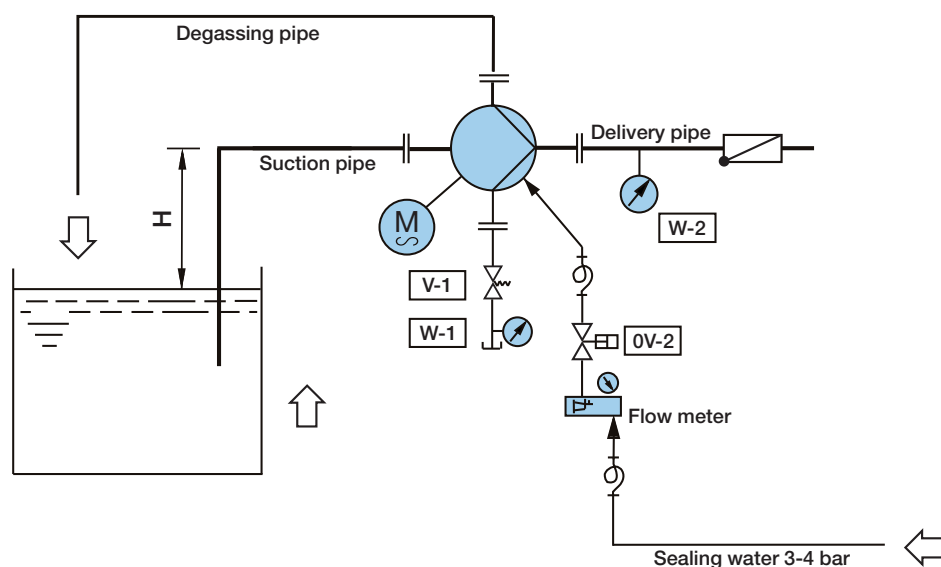 Degassing pipe
Suction pipe
Delivery pipe
H
M
S
W-2
V-1
W-1
0V-2
Flow meter
Sealing water 3-4 bar